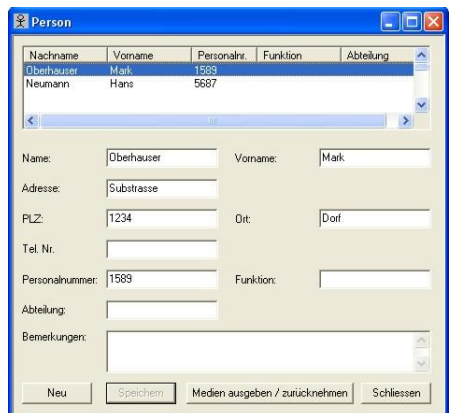 Person
Nachname Vorname Personalnr. Funktion Abteilung
Oberhauser Mark 1589
Neumann Hans 5687
Name: Oberhauser Vorname: Mark
Adresse: Substrasse
PLZ: 1234 Ort: Dorf
Tel. Nr.
Personalnummer: 1589 Funktion:
Abteilung:
Bemerkungen:
Neu Speichern Medien ausgeben / zurücknehmen Schliessen